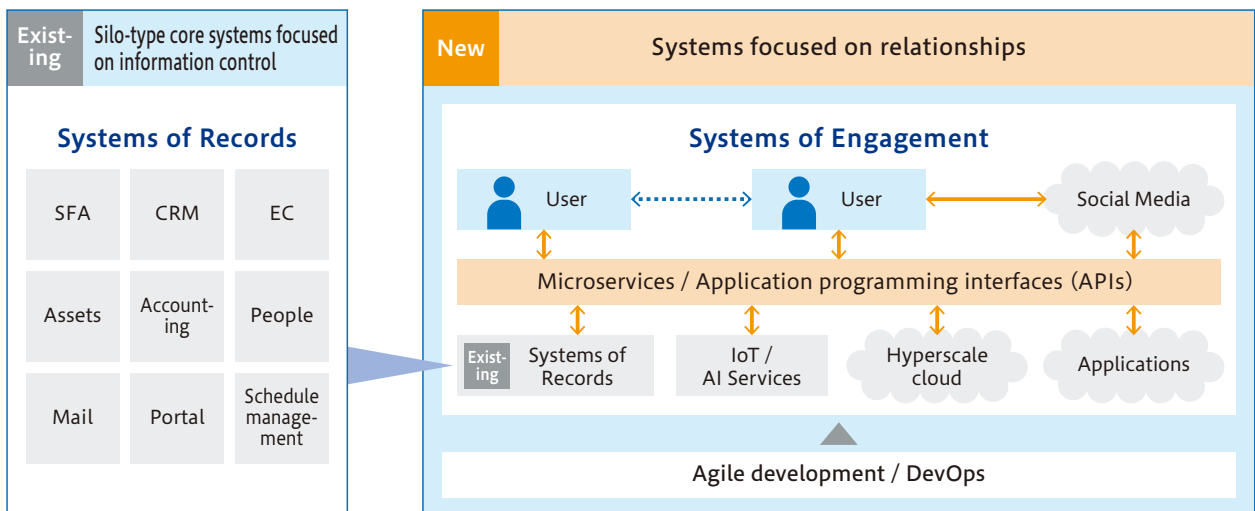 Exist-
ing
Silo-type core systems focused
on information control
Systems of Records
SFA
CRM
EC
Assets
Account-
ing
People
Mail
Portal
Schedule
manage-
ment
New
Systems focused on relationships
Systems of Engagement
User
User
Social Media
Microservices / Application programming interfaces (APIs)
Exist-
ing
Systems of
Records
IoT /
AI Services
Hyperscale
cloud
Applications
Agile development / DevOps